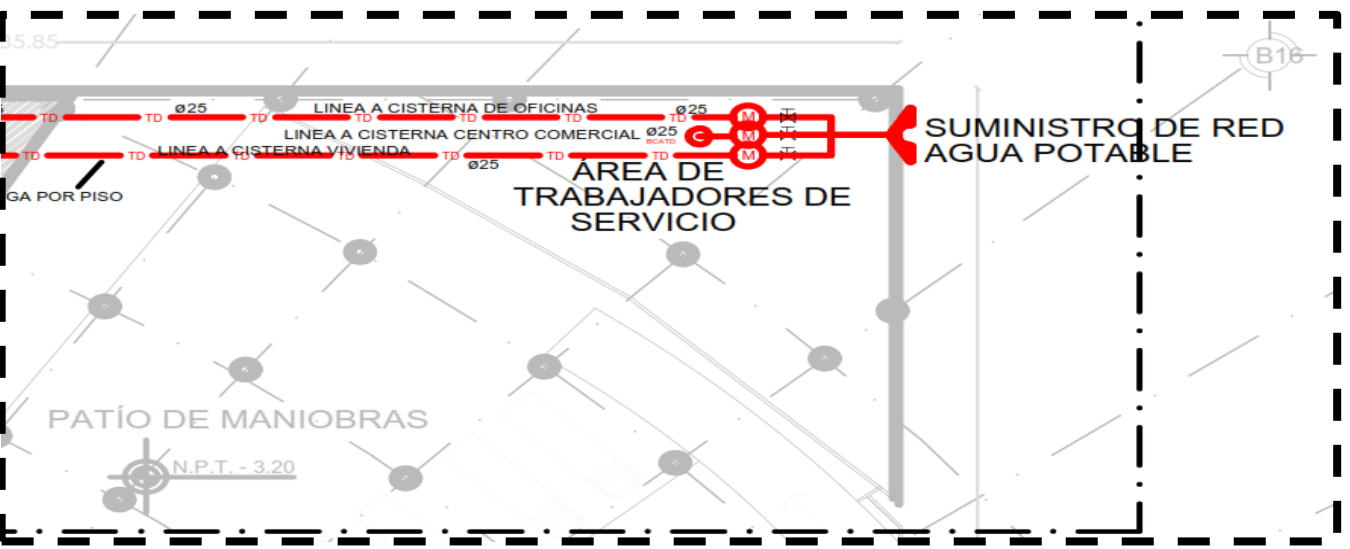 35.85
B16
ø25
LINEA A CISTERNA DE OFICINAS
ø25
TD TD TD TD TD TD TD M
LINEA A CISTERNA CENTRO COMERCIAL ø25
BCATD
M
SUMINISTRO DE RED
AGUA POTABLE
LINEA A CISTERNA VIVIENDA
TD TD TD TD TD TD TD M
ø25
GA POR PISO
ÁREA DE
TRABAJADORES DE
SERVICIO
PATÍO DE MANIOBRAS
N.P.T. - 3.20